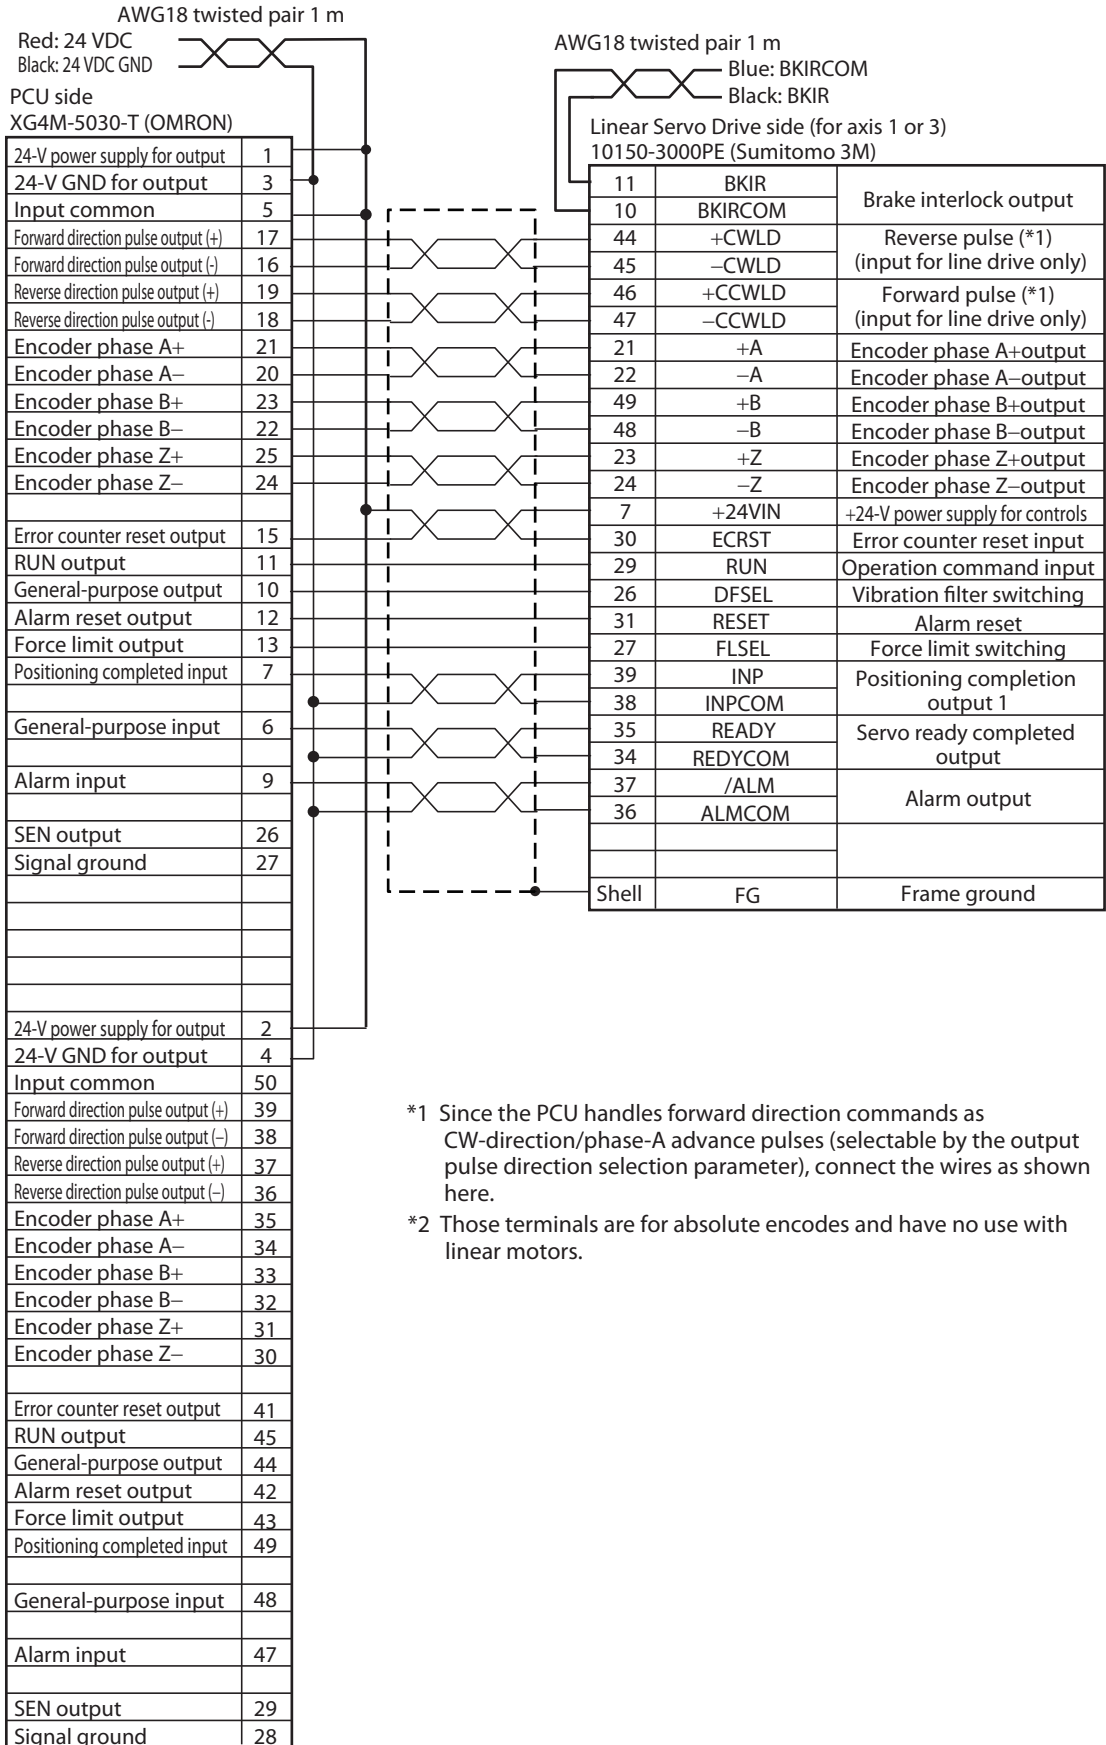 AWG18 twisted pair 1 m
Red: 24 VDC
Black: 24 VDC GND
PCU side
XG4M-5030-T (OMRON)
24-V power supply for output 1
24-V GND for output 3
Input common 5
Forward direction pulse output (+) 17
Forward direction pulse output (-) 16
Reverse direction pulse output (+) 19
Reverse direction pulse output (-) 18
Encoder phase A+ 21
Encoder phase A− 20
Encoder phase B+ 23
Encoder phase B− 22
Encoder phase Z+ 25
Encoder phase Z− 24
Error counter reset output 15
RUN output 11
General-purpose output 10
Alarm reset output 12
Force limit output 13
Positioning completed input 7
General-purpose input 6
Alarm input 9
SEN output 26
Signal ground 27
24-V power supply for output 2
24-V GND for output 4
Input common 50
Forward direction pulse output (+) 39
Forward direction pulse output (−) 38
Reverse direction pulse output (+) 37
Reverse direction pulse output (−) 36
Encoder phase A+ 35
Encoder phase A− 34
Encoder phase B+ 33
Encoder phase B− 32
Encoder phase Z+ 31
Encoder phase Z− 30
Error counter reset output 41
RUN output 45
General-purpose output 44
Alarm reset output 42
Force limit output 43
Positioning completed input 49
General-purpose input 48
Alarm input 47
SEN output 29
Signal ground 28
AWG18 twisted pair 1 m
Blue: BKIRCOM
Black: BKIR
Linear Servo Drive side (for axis 1 or 3)
10150-3000PE (Sumitomo 3M)
11 BKIR
Brake interlock output
10 BKIRCOM
44 +CWLD Reverse pulse (*1)
45 −CWLD (input for line drive only)
46 +CCWLD Forward pulse (*1)
47 −CCWLD (input for line drive only)
21 +A Encoder phase A+output
22 −A Encoder phase A−output
49 +B Encoder phase B+output
48 −B Encoder phase B−output
23 +Z Encoder phase Z+output
24 −Z Encoder phase Z−output
7 +24VIN +24-V power supply for controls
30 ECRST Error counter reset input
29 RUN Operation command input
26 DFSEL Vibration filter switching
31 RESET Alarm reset
27 FLSEL Force limit switching
39 INP Positioning completion
38 INPCOM output 1
35 READY Servo ready completed
34 REDYCOM output
37 /ALM
Alarm output
36 ALMCOM
Shell FG Frame ground
*1 Since the PCU handles forward direction commands as
CW-direction/phase-A advance pulses (selectable by the output
pulse direction selection parameter), connect the wires as shown
here.
*2 Those terminals are for absolute encodes and have no use with
linear motors.